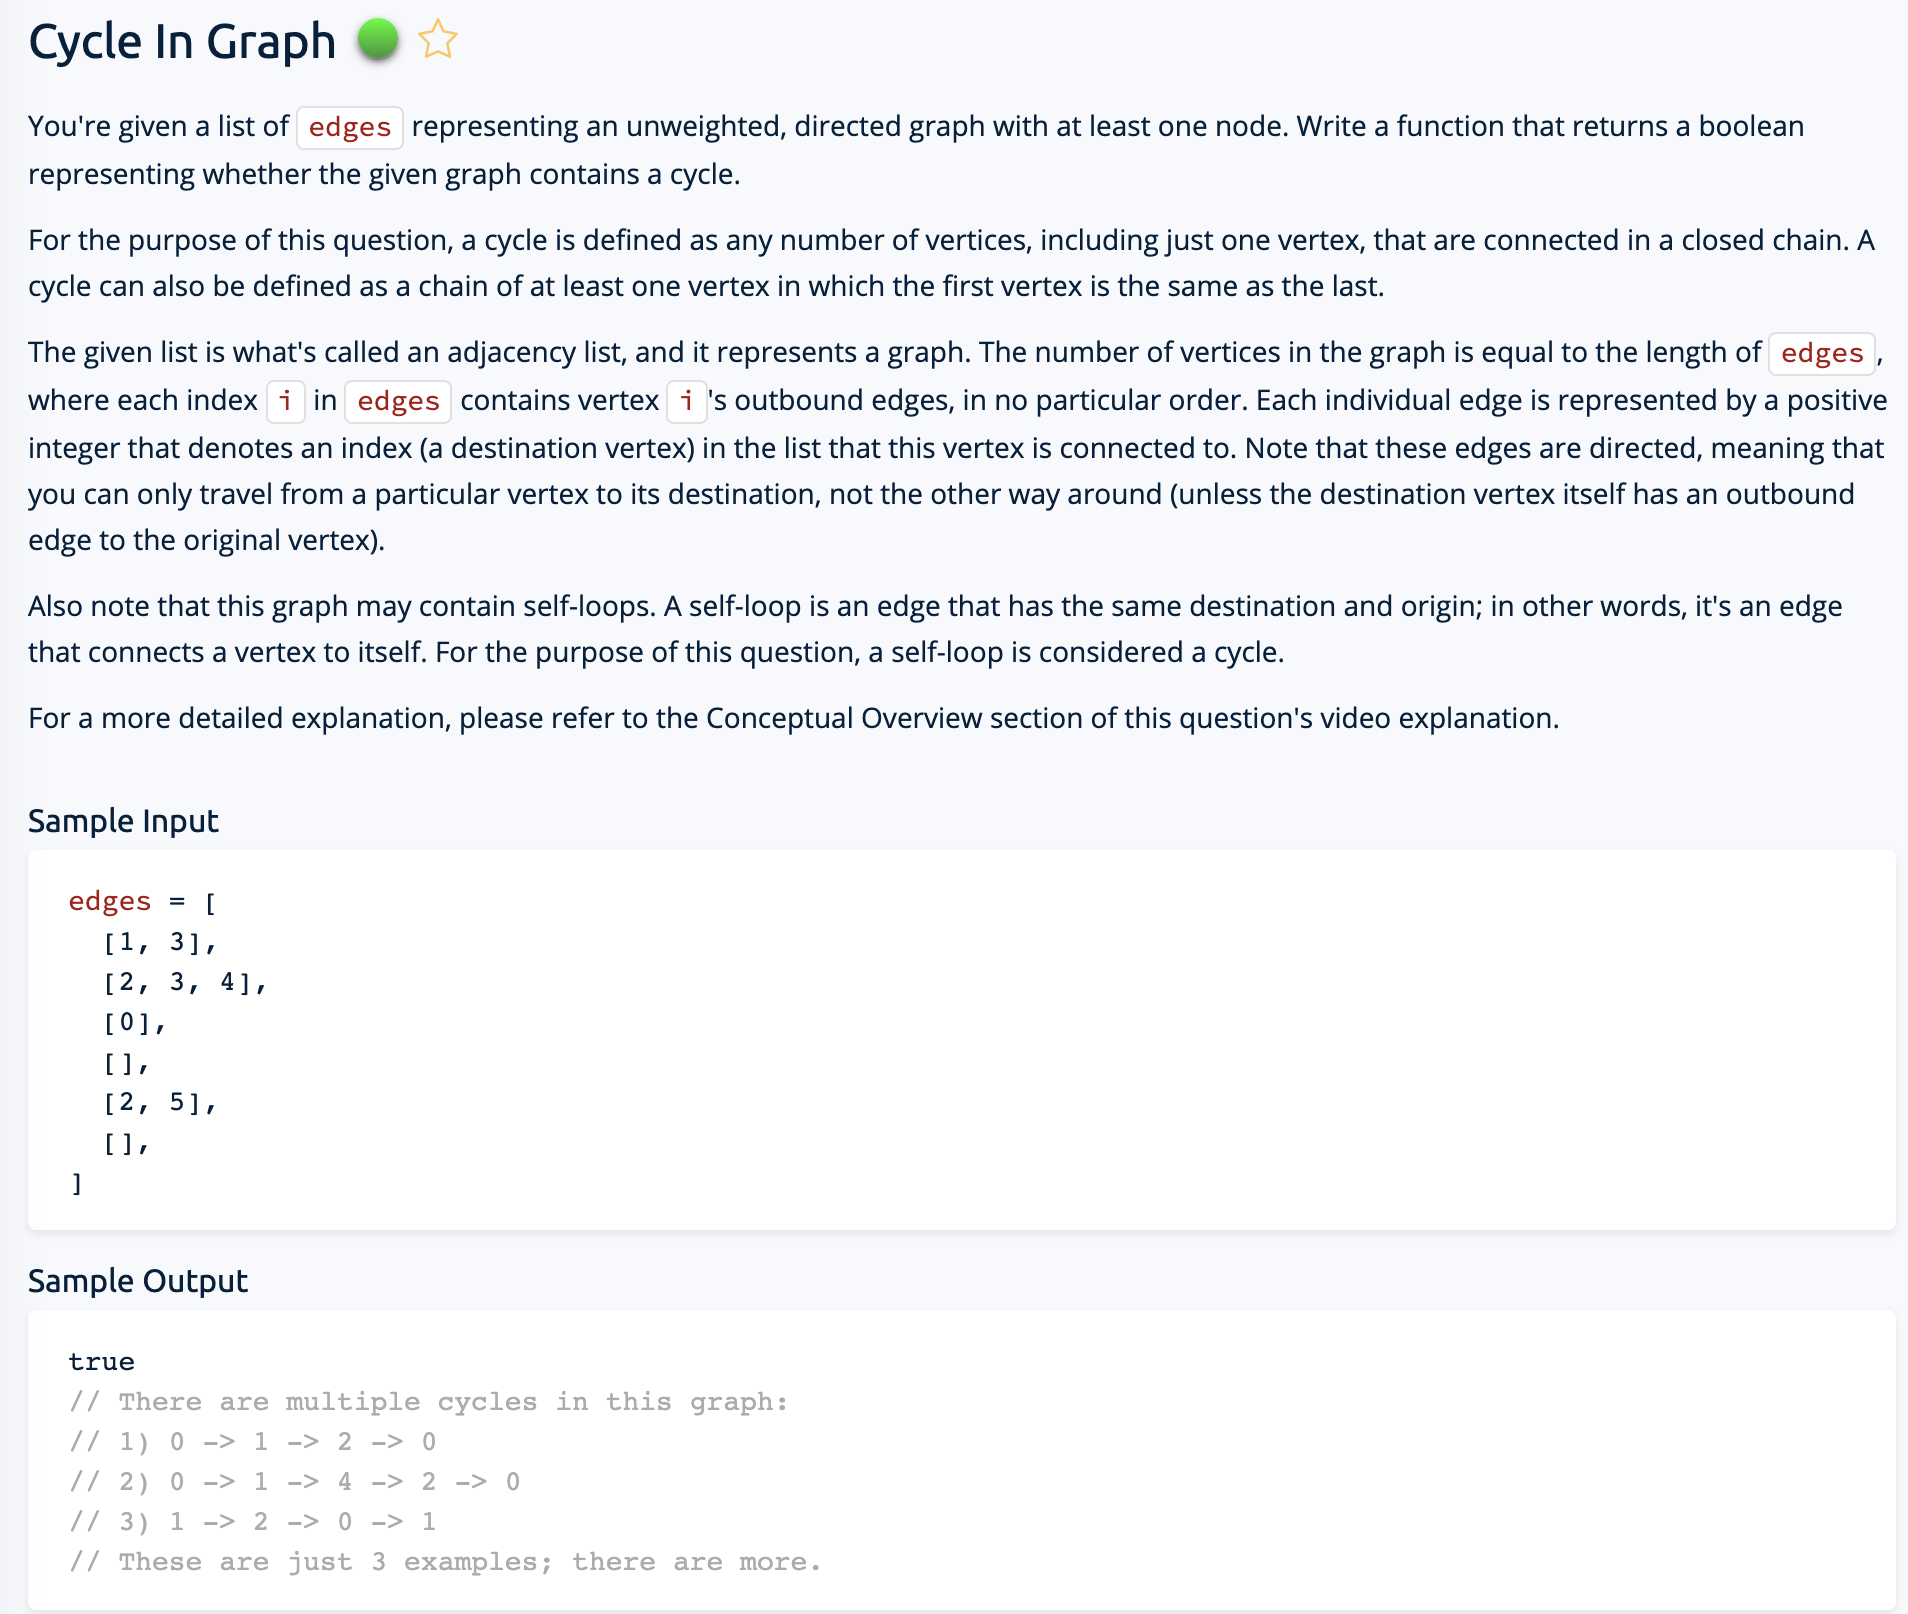 Cycle In Graph
You're given a list of edges representing an unweighted, directed graph with at least one node. Write a function that returns a boolean
representing whether the given graph contains a cycle.
For the purpose of this question, a cycle is defined as any number of vertices, including just one vertex, that are connected in a closed chain. A
cycle can also be defined as a chain of at least one vertex in which the first vertex is the same as the last.
The given list is what's called an adjacency list, and it represents a graph. The number of vertices in the graph is equal to the length of edges,
where each index i in edges contains vertex i's outbound edges, in no particular order. Each individual edge is represented by a positive
integer that denotes an index (a destination vertex) in the list that this vertex is connected to. Note that these edges are directed, meaning that
you can only travel from a particular vertex to its destination, not the other way around (unless the destination vertex itself has an outbound
edge to the original vertex).
Also note that this graph may contain self-loops. A self-loop is an edge that has the same destination and origin; in other words, it's an edge
that connects a vertex to itself. For the purpose of this question, a self-loop is considered a cycle.
For a more detailed explanation, please refer to the Conceptual Overview section of this question's video explanation.
Sample Input
edges = [
  [1, 3],
  [2, 3, 4],
  [0],
  [],
  [2, 5],
  [],
]
Sample Output
true
// There are multiple cycles in this graph:
// 1) 0 -> 1 -> 2 -> 0
// 2) 0 -> 1 -> 4 -> 2 -> 0
// 3) 1 -> 2 -> 0 -> 1
// These are just 3 examples; there are more.